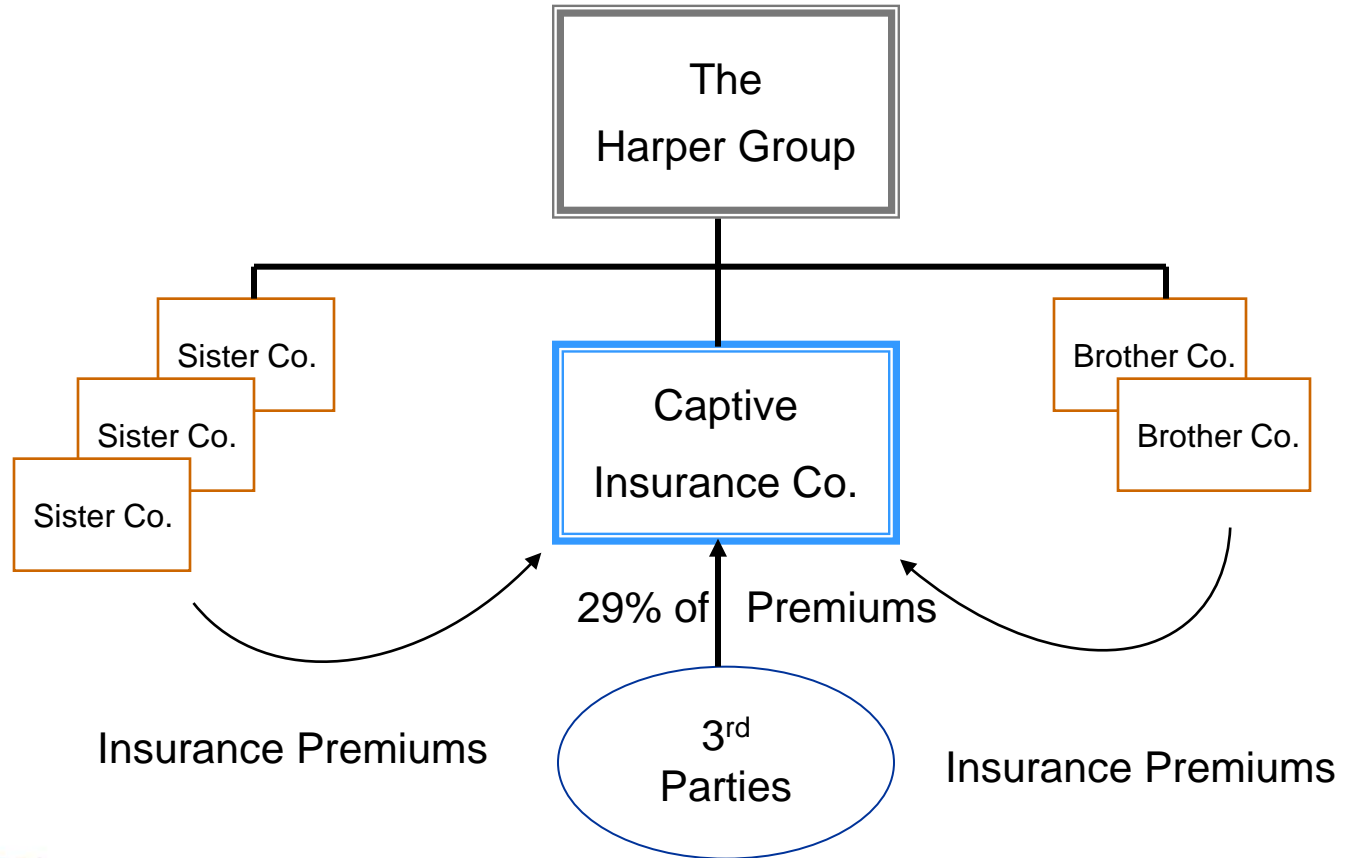 The
Harper Group
Sister Co.
Sister Co.
Sister Co.
Captive
Insurance Co.
Brother Co.
Brother Co.
29% of Premiums
Insurance Premiums
3rd
Parties
Insurance Premiums